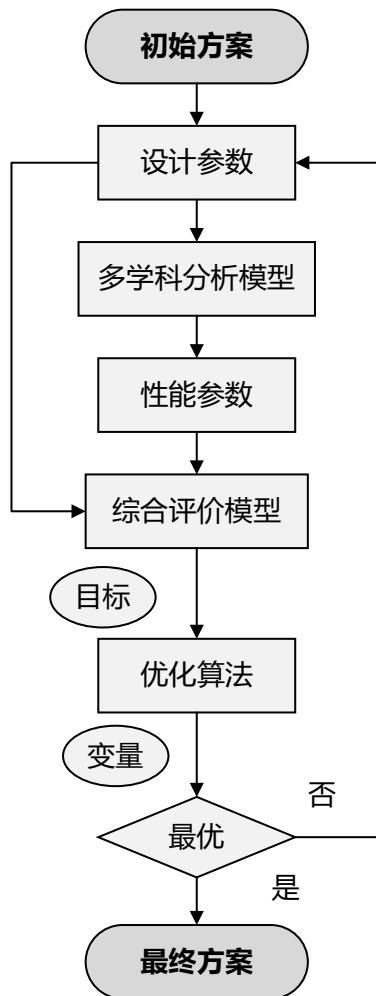 初始方案
设计参数
多学科分析模型
性能参数
综合评价模型
目标
优化算法
变量
否
最优
是
最终方案